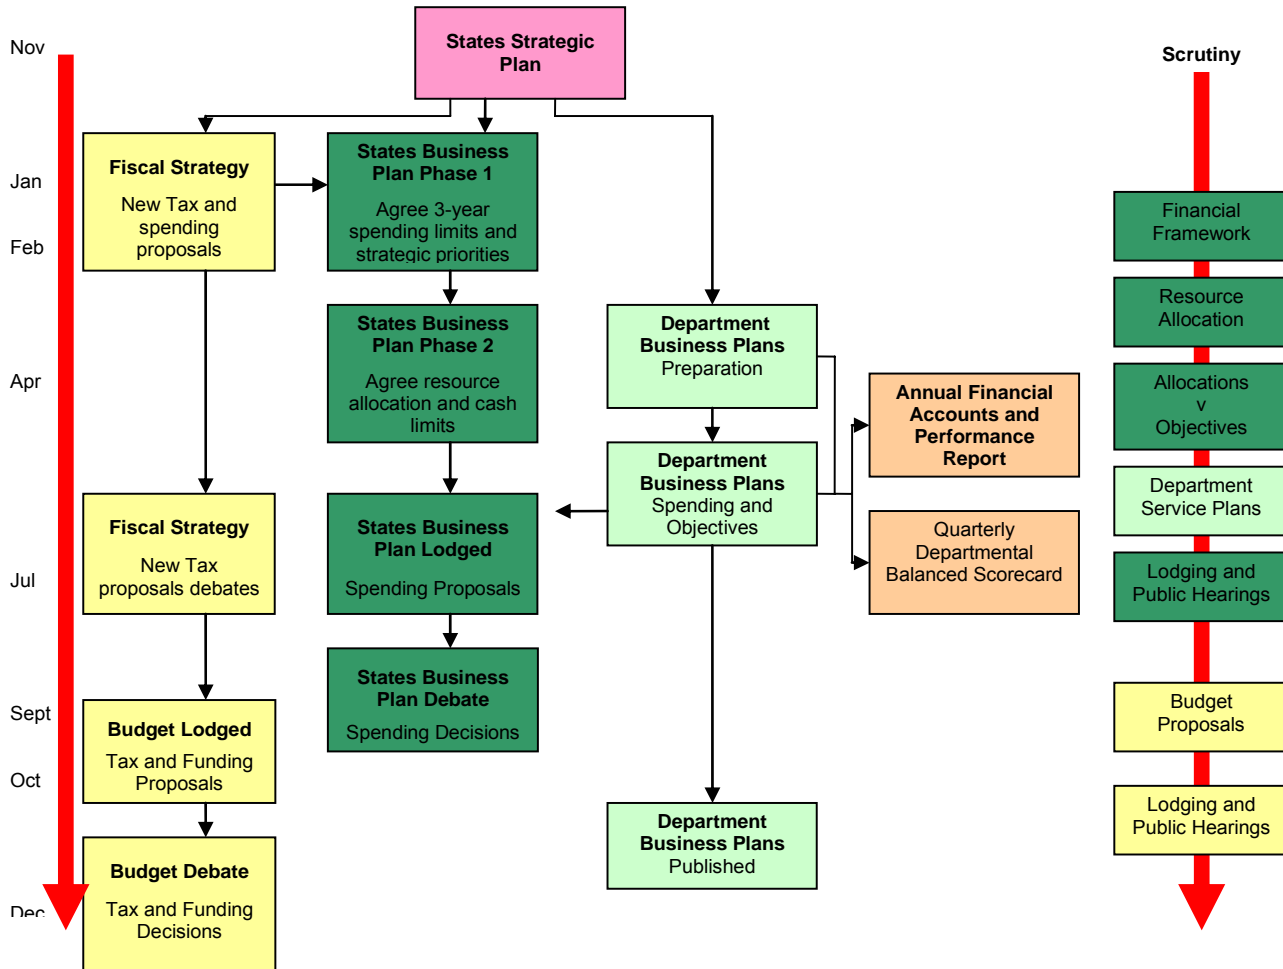 Nov
Jan
Feb
Apr
Jul
Sept
Oct
Dec
States Strategic
Plan
Fiscal Strategy
New Tax and
spending
proposals
Fiscal Strategy
New Tax
proposals debates
Budget Lodged
Tax and Funding
Proposals
Budget Debate
Tax and Funding
Decisions
States Business
Plan Phase 1
Agree 3-year
spending limits and
strategic priorities
States Business
Plan Phase 2
Agree resource
allocation and cash
limits
States Business
Plan Lodged
Spending Proposals
States Business
Plan Debate
Spending Decisions
Department
Business Plans
Preparation
Department
Business Plans
Spending and
Objectives
Department
Business Plans
Published
Annual Financial
Accounts and
Performance
Report
Quarterly
Departmental
Balanced Scorecard
Scrutiny
Financial
Framework
Resource
Allocation
Allocations
v
Objectives
Department
Service Plans
Lodging and
Public Hearings
Budget
Proposals
Lodging and
Public Hearings